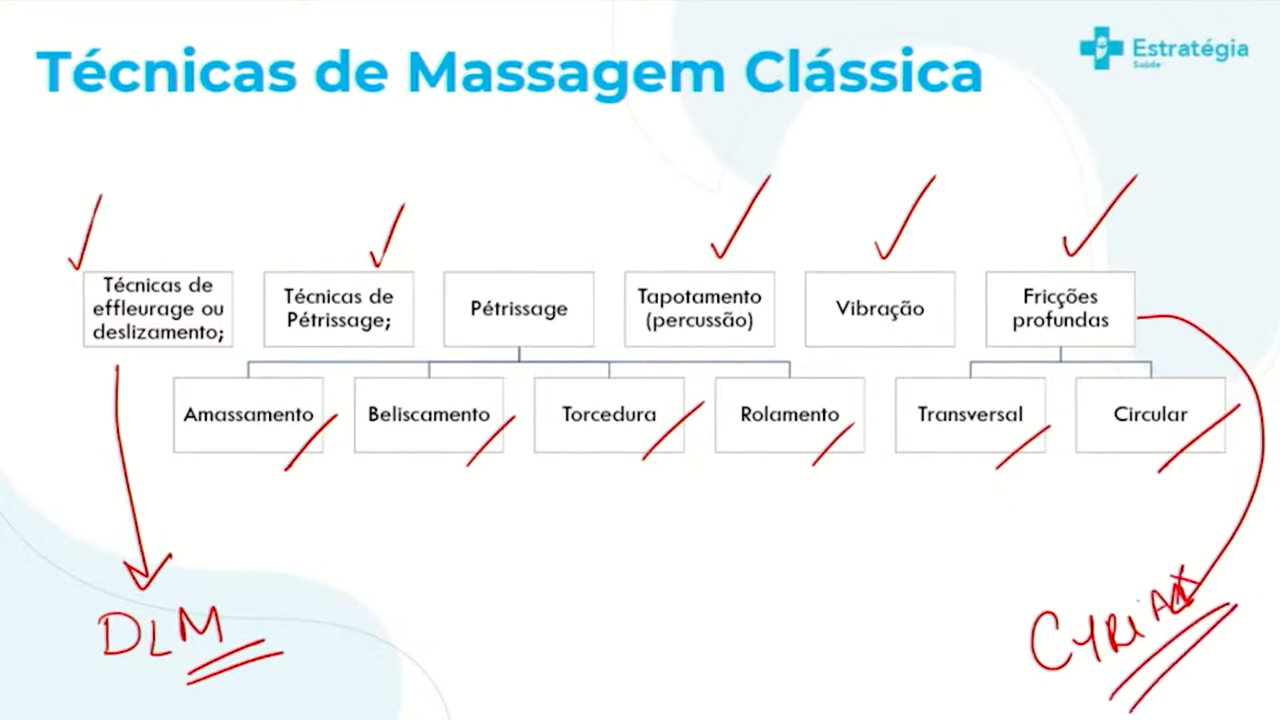 Técnicas de Massagem Clássica
Estratégia
Saúde
Técnicas de
effleurage ou
deslizamento;
Técnicas de
Pétrissage;
Pétrissage
Tapotamento
(percussão)
Vibração
Fricções
profundas
Amassamento
Beliscamento
Torcedura
Rolamento
Transversal
Circular
DLM
CYRiAX